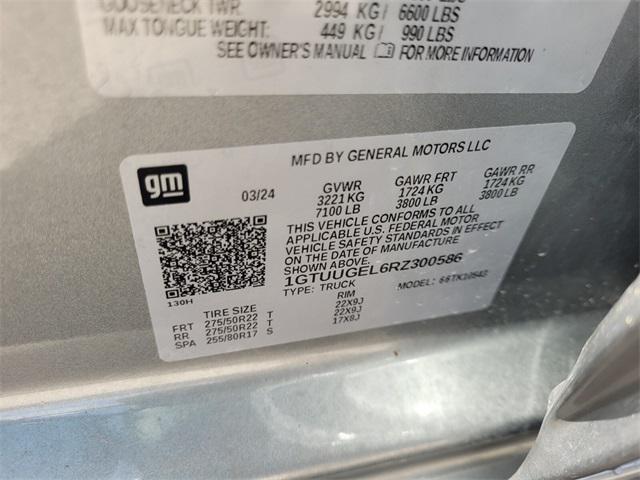 GOOSENECK TWR: 2994 KG/ 6600 LBS
MAX TONGUE WEIGHT: 449 KG/ 990 LBS
SEE OWNER'S MANUAL FOR MORE INFORMATION
gm
MFD BY GENERAL MOTORS LLC
03/24
GVWR GAWR FRT GAWR RR
3221 KG 1724 KG 1724 KG
7100 LB 3800 LB 3800 LB
THIS VEHICLE CONFORMS TO ALL
APPLICABLE U.S. FEDERAL MOTOR
VEHICLE SAFETY STANDARDS IN EFFECT
ON THE DATE OF MANUFACTURE SHOWN ABOVE.
1GTUUGEL6RZ300586
TYPE: TRUCK MODEL:
130H
TIRE SIZE RIM
FRT 275/50R22 T 22X9J
RR 275/50R22 T 22X9J
SPA 255/80R17 S 17X8J